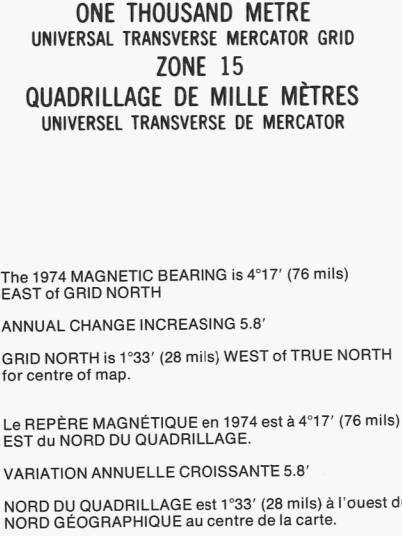 ONE THOUSAND METRE
UNIVERSAL TRANSVERSE MERCATOR GRID
ZONE 15
QUADRILLAGE DE MILLE MÈTRES
UNIVERSEL TRANSVERSE DE MERCATOR
The 1974 MAGNETIC BEARING is 4°17′ (76 mils)
EAST of GRID NORTH
ANNUAL CHANGE INCREASING 5.8′
GRID NORTH is 1°33′ (28 mils) WEST of TRUE NORTH
for centre of map.
Le REPÈRE MAGNÉTIQUE en 1974 est à 4°17′ (76 mils)
EST du NORD DU QUADRILLAGE.
VARIATION ANNUELLE CROISSANTE 5.8′
NORD DU QUADRILLAGE est 1°33′ (28 mils) à l'ouest du
NORD GÉOGRAPHIQUE au centre de la carte.